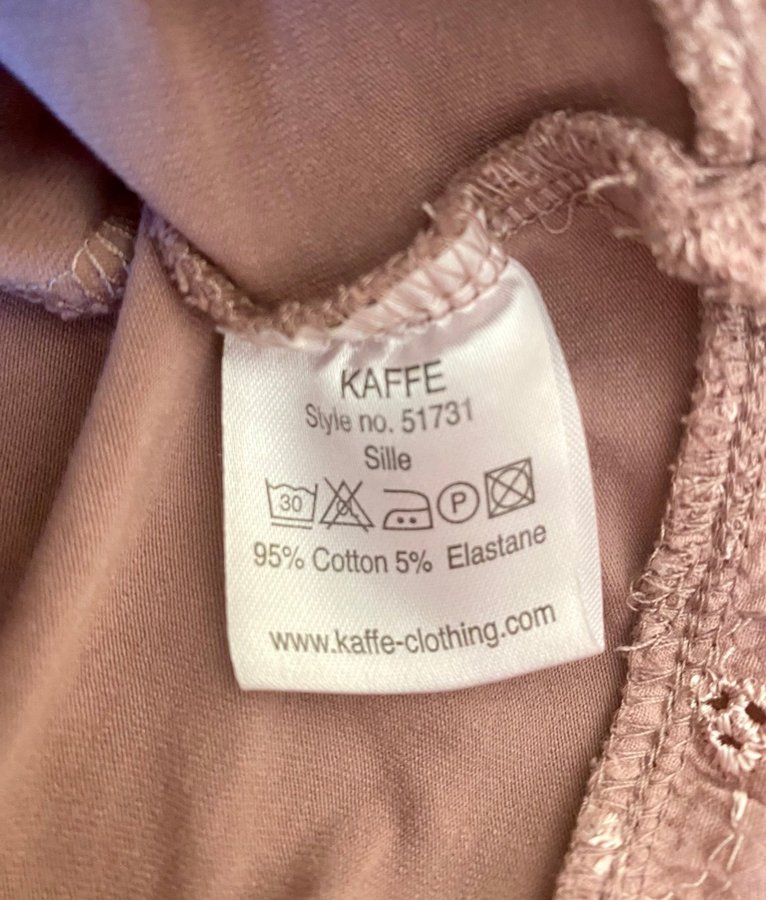 KAFFE
Style no. 51731
Sille
30 P
95% Cotton 5% Elastane
www.kaffe-clothing.com